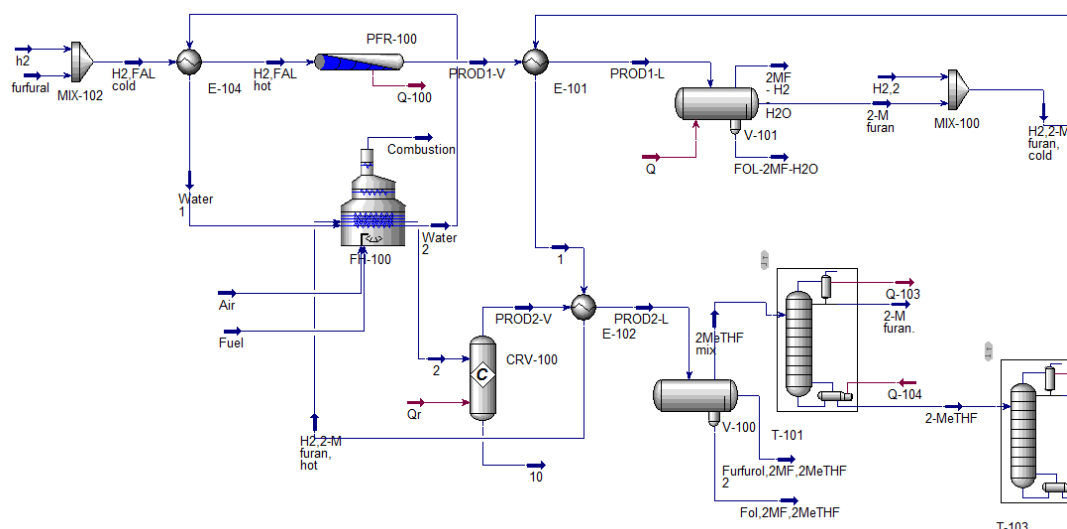 PFR-100
h2
H2,FAL
cold
H2,FAL
hot
PROD1-V
PROD1-L
2MF
- H2
H2,2
furfural
MIX-102
E-104
Q-100
E-101
H2O
2-M
furan
MIX-100
V-101
H2,2-M
furan,
cold
Combustion
Q
FOL-2MF-H2O
Water
1
Water
2
FH-100
1
Air
Q-103
PROD2-V
PROD2-L
2-M
furan.
Fuel
E-102
2MeTHF
mix
2
CRV-100
C
Q-104
Qr
2-MeTHF
V-100
T-101
H2,2-M
furan,
hot
10
Furfurol,2MF,2MeTHF
2
Fol,2MF,2MeTHF
T-103